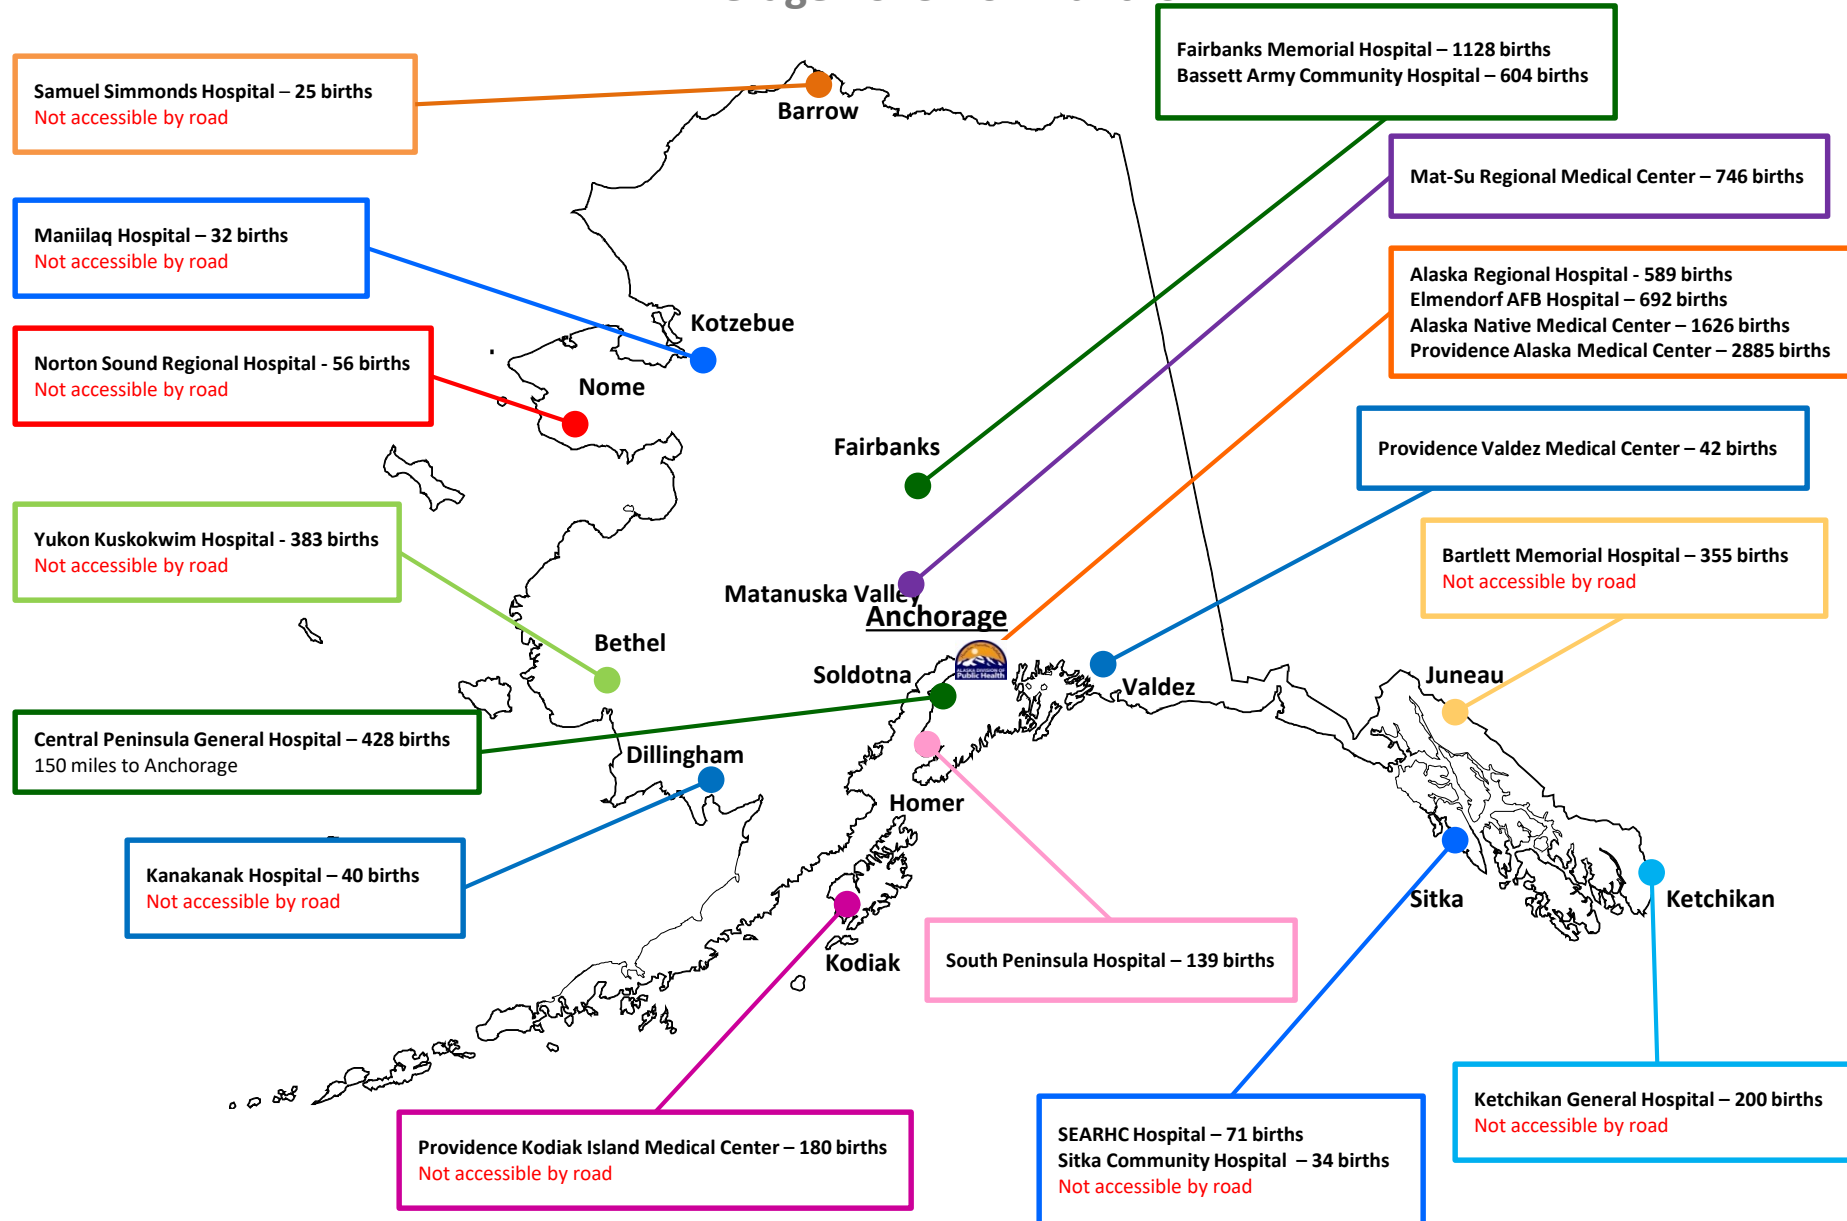 Samuel Simmonds Hospital – 25 births
Not accessible by road
Barrow
Fairbanks Memorial Hospital – 1128 births
Bassett Army Community Hospital – 604 births
Mat-Su Regional Medical Center – 746 births
Maniilaq Hospital – 32 births
Not accessible by road
Kotzebue
Alaska Regional Hospital - 589 births
Elmendorf AFB Hospital – 692 births
Alaska Native Medical Center – 1626 births
Providence Alaska Medical Center – 2885 births
Norton Sound Regional Hospital - 56 births
Not accessible by road
Nome
Fairbanks
Providence Valdez Medical Center – 42 births
Yukon Kuskokwim Hospital - 383 births
Not accessible by road
Bartlett Memorial Hospital – 355 births
Not accessible by road
Matanuska Valley
Anchorage
Bethel
Soldotna
Public Health
Valdez
Juneau
Central Peninsula General Hospital – 428 births
150 miles to Anchorage
Dillingham
Homer
Kanakanak Hospital – 40 births
Not accessible by road
Sitka
Ketchikan
Kodiak
South Peninsula Hospital – 139 births
Providence Kodiak Island Medical Center – 180 births
Not accessible by road
SEARHC Hospital – 71 births
Sitka Community Hospital – 34 births
Not accessible by road
Ketchikan General Hospital – 200 births
Not accessible by road